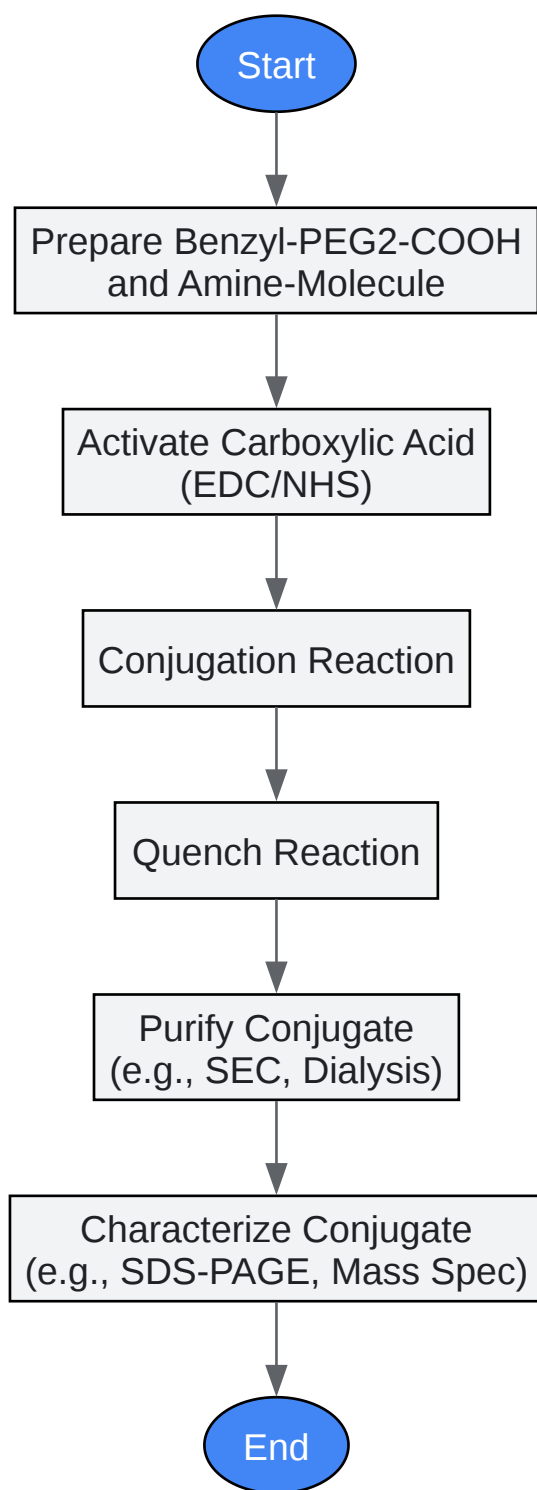 Start
Prepare Benzyl-PEG2-COOH
and Amine-Molecule
Activate Carboxylic Acid
(EDC/NHS)
Conjugation Reaction
Quench Reaction
Purify Conjugate
(e.g., SEC, Dialysis)
Characterize Conjugate
(e.g., SDS-PAGE, Mass Spec)
End